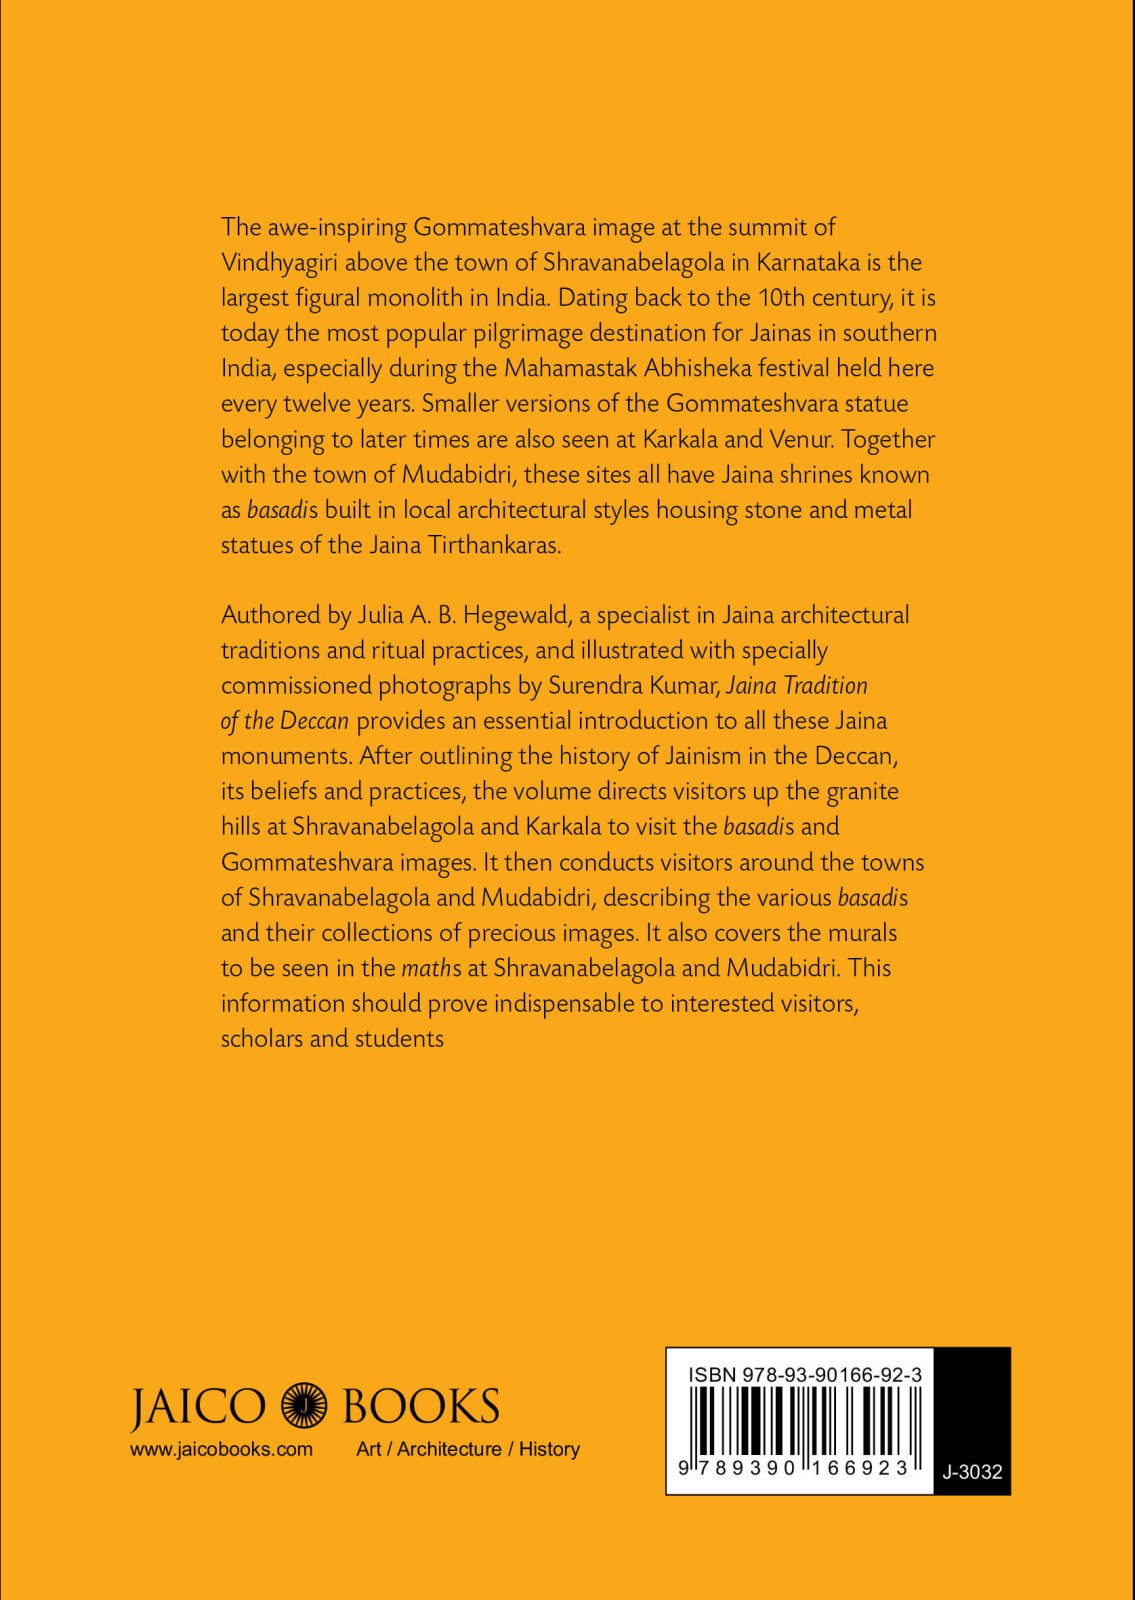 The awe-inspiring Gommateshvara image at the summit of
Vindhyagiri above the town of Shravanabelagola in Karnataka is the
largest figural monolith in India. Dating back to the 10th century, it is
today the most popular pilgrimage destination for Jainas in southern
India, especially during the Mahamastak Abhisheka festival held here
every twelve years. Smaller versions of the Gommateshvara statue
belonging to later times are also seen at Karkala and Venur. Together
with the town of Mudabidri, these sites all have Jaina shrines known
as basadis built in local architectural styles housing stone and metal
statues of the Jaina Tirthankaras.
Authored by Julia A. B. Hegewald, a specialist in Jaina architectural
traditions and ritual practices, and illustrated with specially
commissioned photographs by Surendra Kumar, Jaina Tradition
of the Deccan provides an essential introduction to all these Jaina
monuments. After outlining the history of Jainism in the Deccan,
its beliefs and practices, the volume directs visitors up the granite
hills at Shravanabelagola and Karkala to visit the basadis and
Gommateshvara images. It then conducts visitors around the towns
of Shravanabelagola and Mudabidri, describing the various basadis
and their collections of precious images. It also covers the murals
to be seen in the maths at Shravanabelagola and Mudabidri. This
information should prove indispensable to interested visitors,
scholars and students
JAICO J BOOKS
www.jaicobooks.com Art / Architecture / History
ISBN 978-93-90166-92-3
9 789390 166923
J-3032